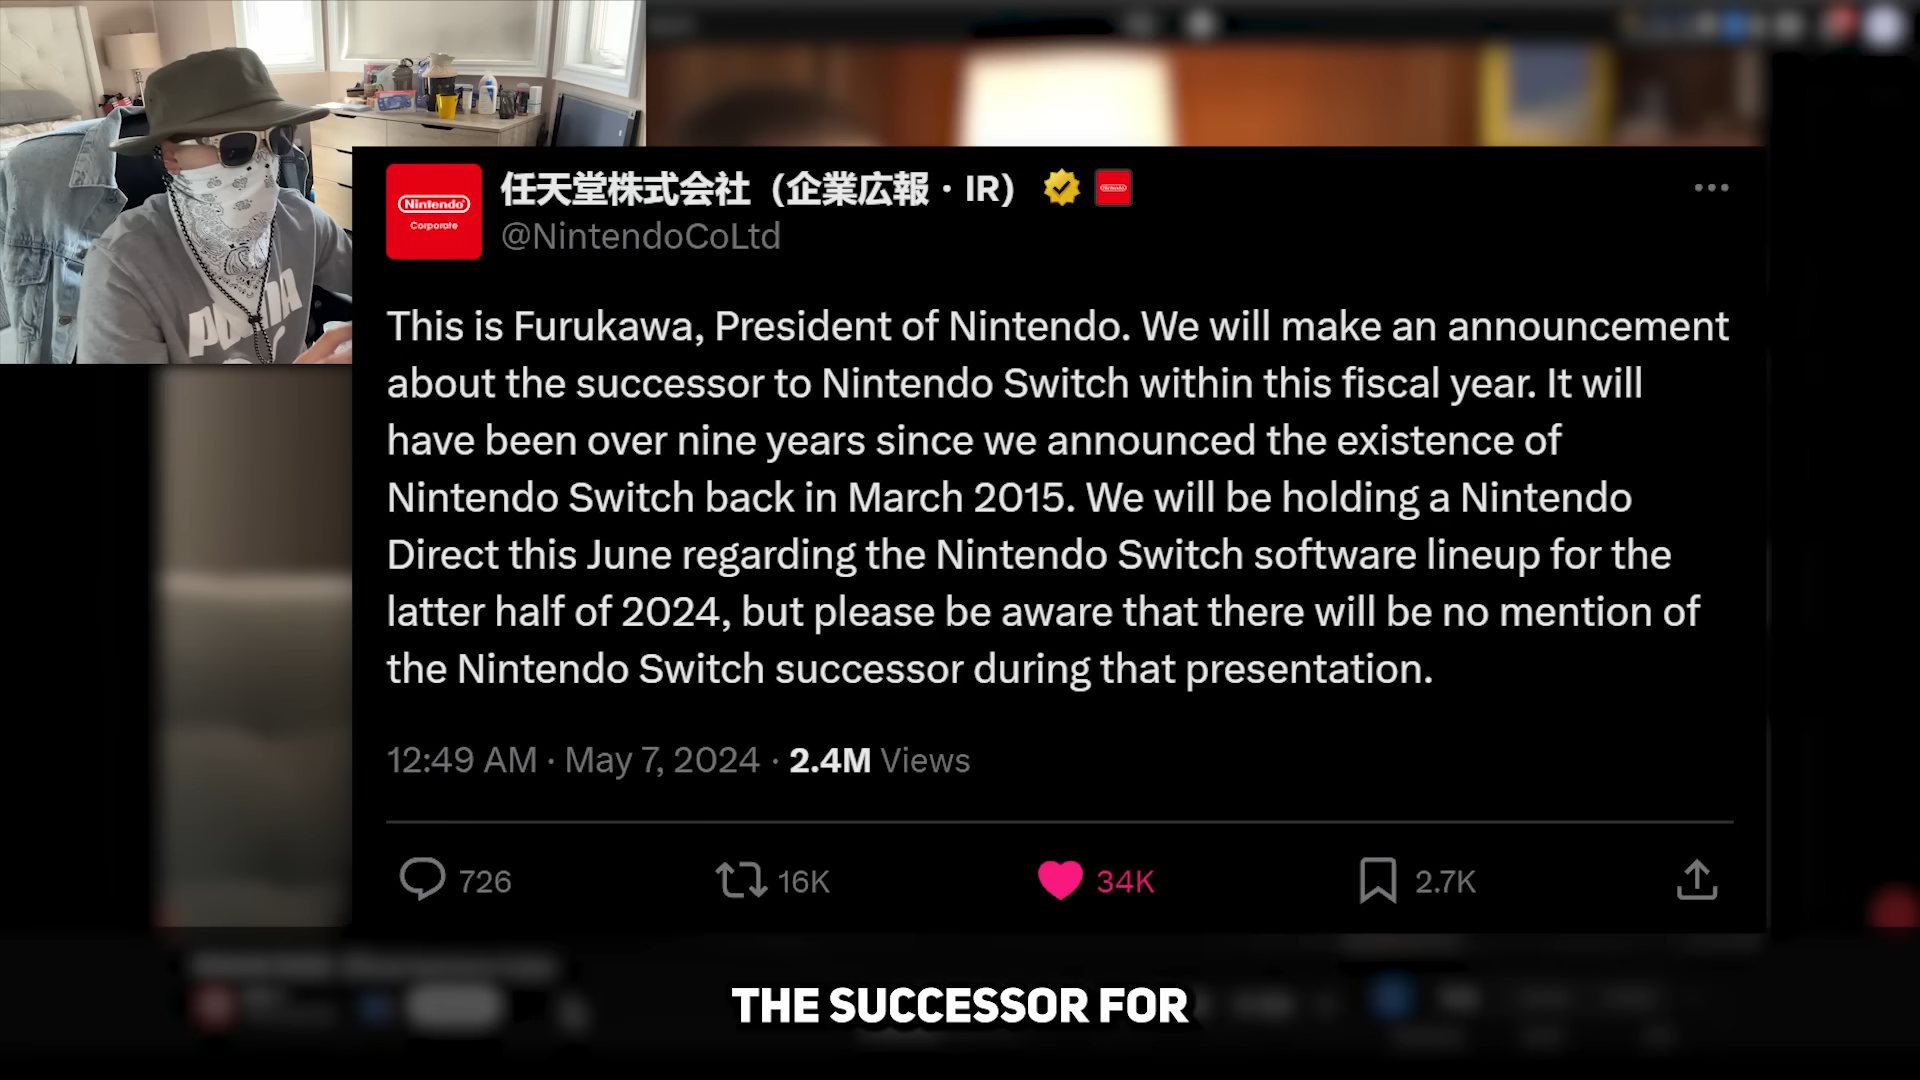 Nintendo
Corporate
任天堂株式会社（企業広報・IR）
@NintendoCoLtd
This is Furukawa, President of Nintendo. We will make an announcement
about the successor to Nintendo Switch within this fiscal year. It will
have been over nine years since we announced the existence of
Nintendo Switch back in March 2015. We will be holding a Nintendo
Direct this June regarding the Nintendo Switch software lineup for the
latter half of 2024, but please be aware that there will be no mention of
the Nintendo Switch successor during that presentation.
12:49 AM · May 7, 2024 · 2.4M Views
726 16K 34K 2.7K
THE SUCCESSOR FOR